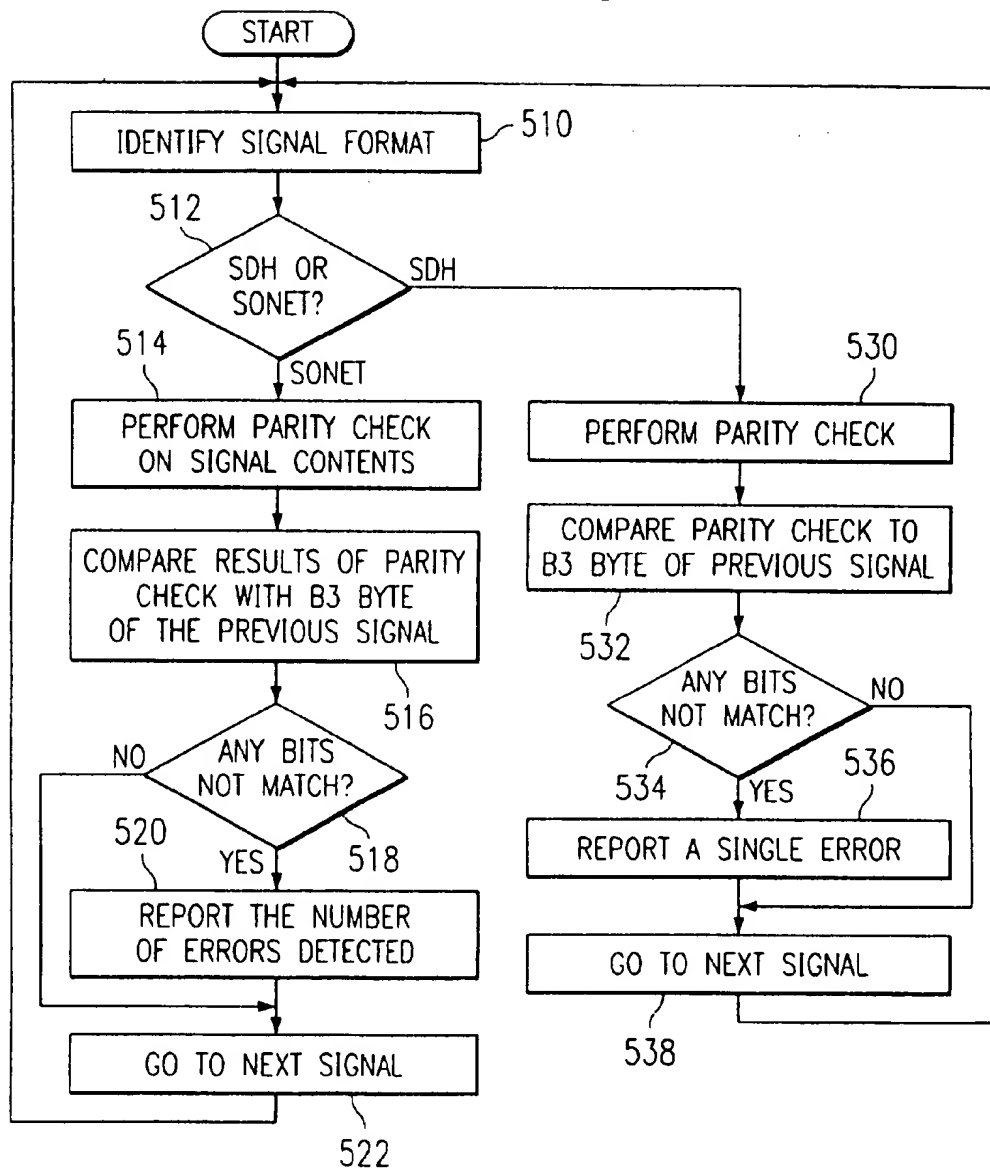 START
IDENTIFY SIGNAL FORMAT
510
512
SDH OR
SONET?
SDH
SONET
514
PERFORM PARITY CHECK
ON SIGNAL CONTENTS
COMPARE RESULTS OF PARITY
CHECK WITH B3 BYTE
OF THE PREVIOUS SIGNAL
516
ANY BITS
NOT MATCH?
NO
518
YES
520
REPORT THE NUMBER
OF ERRORS DETECTED
GO TO NEXT SIGNAL
522
530
PERFORM PARITY CHECK
COMPARE PARITY CHECK TO
B3 BYTE OF PREVIOUS SIGNAL
532
ANY BITS
NOT MATCH?
NO
534
YES
536
REPORT A SINGLE ERROR
GO TO NEXT SIGNAL
538